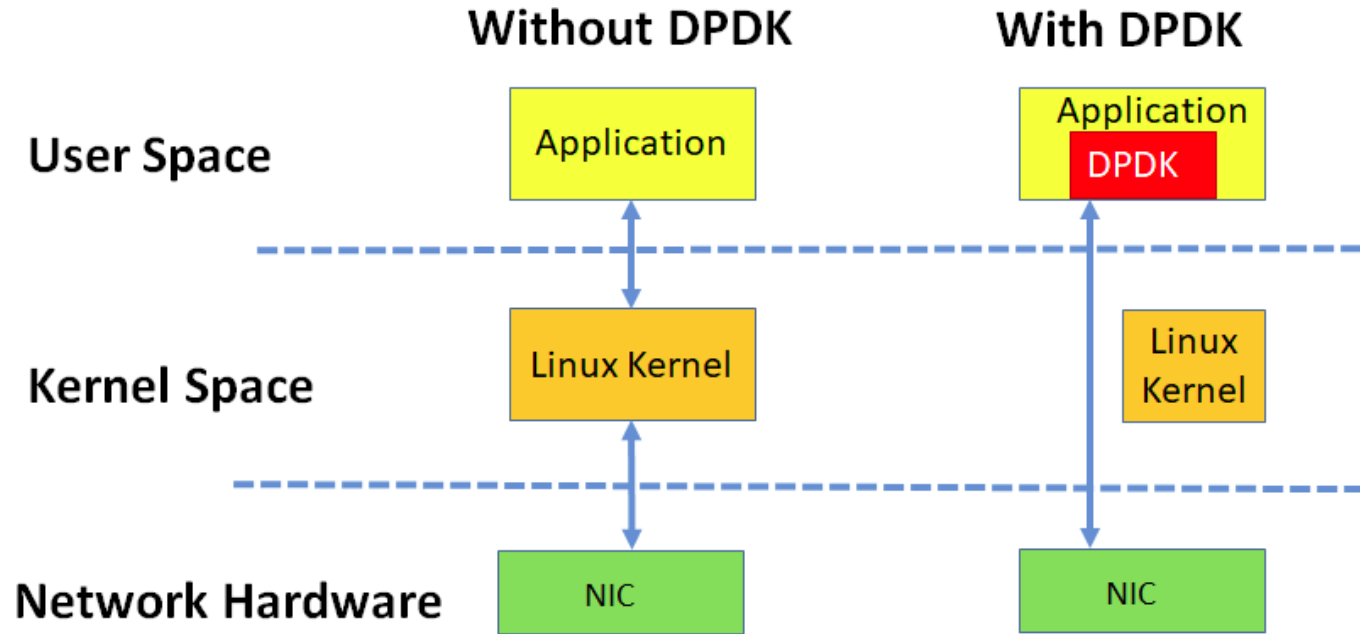 Without DPDK
With DPDK
User Space
Application
Application
DPDK
Kernel Space
Linux Kernel
Linux
Kernel
Network Hardware
NIC
NIC